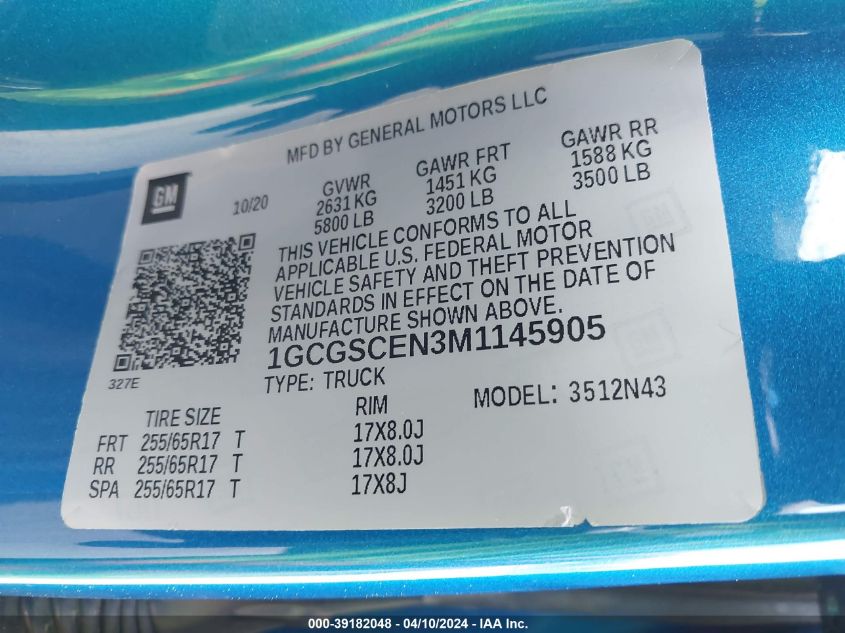 MFD BY GENERAL MOTORS LLC
GM
10/20
GVWR
2631 KG
5800 LB
GAWR FRT
1451 KG
3200 LB
GAWR RR
1588 KG
3500 LB
THIS VEHICLE CONFORMS TO ALL
APPLICABLE U.S. FEDERAL MOTOR
VEHICLE SAFETY AND THEFT PREVENTION
STANDARDS IN EFFECT ON THE DATE OF
MANUFACTURE SHOWN ABOVE.
1GCGSCEN3M1145905
327E
TYPE: TRUCK
MODEL: 3512N43
TIRE SIZE RIM
FRT 255/65R17 T 17X8.0J
RR 255/65R17 T 17X8.0J
SPA 255/65R17 T 17X8J
000-39182048 - 04/10/2024 - IAA Inc.